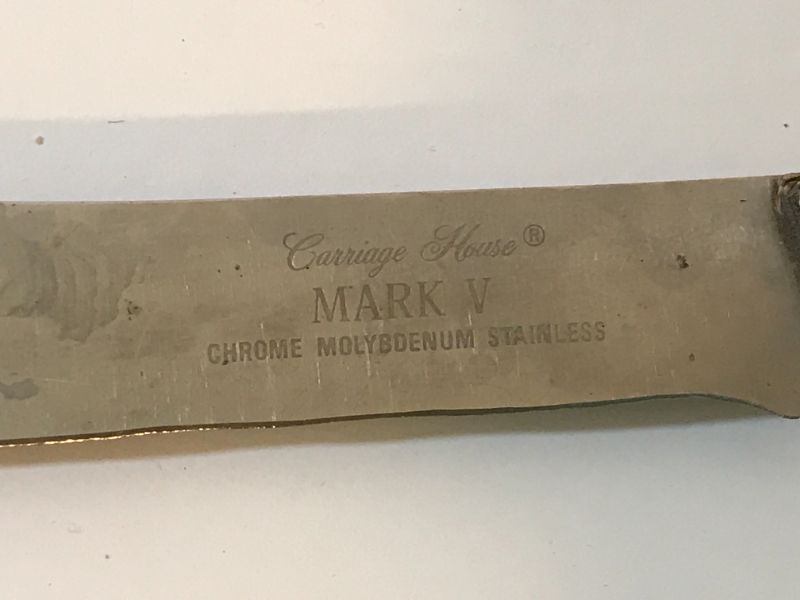 Carriage House®
MARK V
CHROME MOLYBDENUM STAINLESS